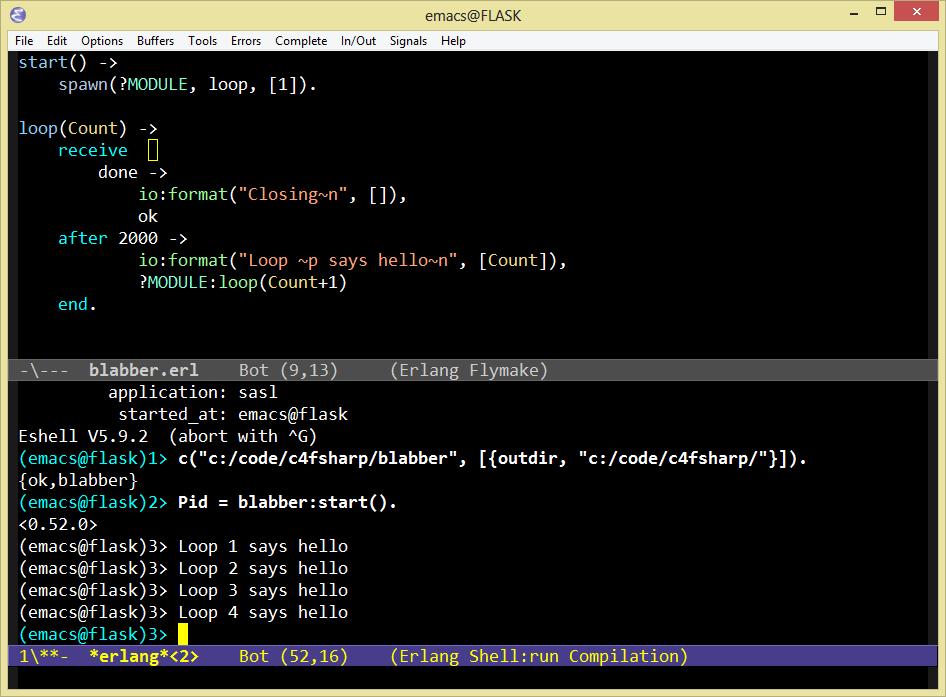 emacs@FLASK
File Edit Options Buffers Tools Errors Complete In/Out Signals Help
start() ->
    spawn(?MODULE, loop, [1]).
loop(Count) ->
    receive
        done ->
            io:format("Closing~n", []),
            ok
    after 2000 ->
            io:format("Loop ~p says hello~n", [Count]),
            ?MODULE:loop(Count+1)
    end.
-\--- blabber.erl Bot (9,13) (Erlang Flymake)
         application: sasl
          started_at: emacs@flask
Eshell V5.9.2  (abort with ^G)
(emacs@flask)1> c("c:/code/c4fsharp/blabber", [{outdir, "c:/code/c4fsharp/"}]).
{ok,blabber}
(emacs@flask)2> Pid = blabber:start().
<0.52.0>
(emacs@flask)3> Loop 1 says hello
(emacs@flask)3> Loop 2 says hello
(emacs@flask)3> Loop 3 says hello
(emacs@flask)3> Loop 4 says hello
(emacs@flask)3>
1\**- *erlang*<2> Bot (52,16) (Erlang Shell:run Compilation)